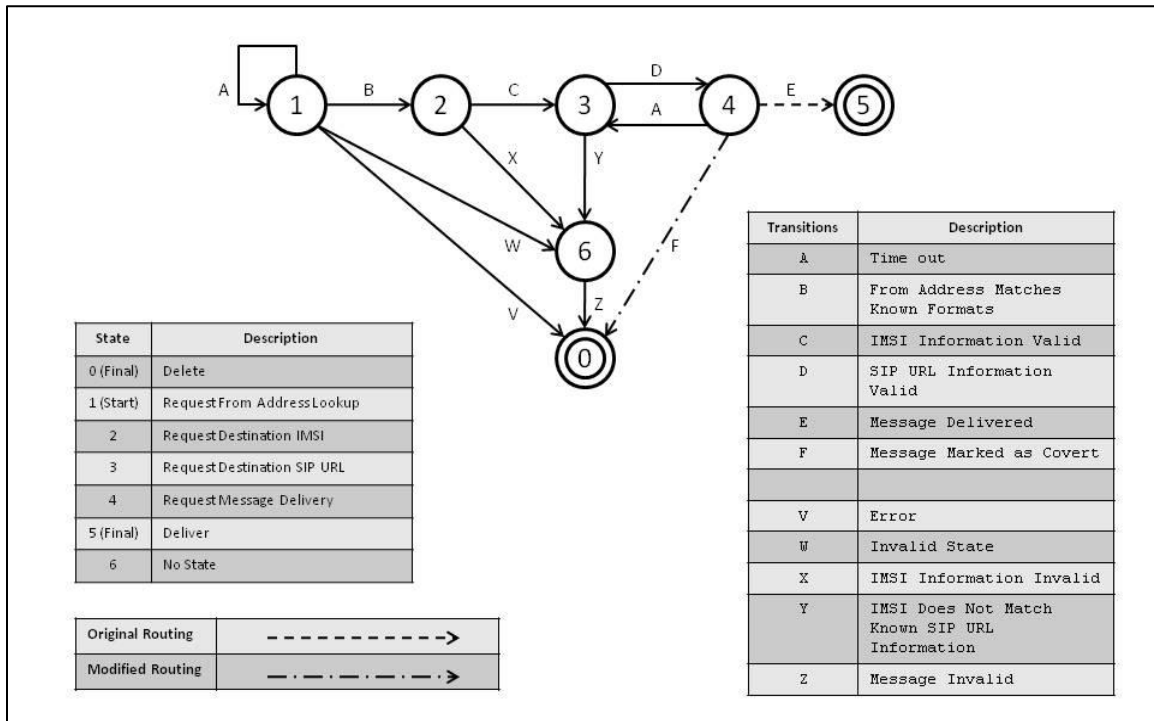 D
E
A
B
C
A
1
2
3
4
5
X
Y
W
6
F
V
Z
0
State Description
0 (Final) Delete
1 (Start) Request From Address Lookup
2 Request Destination IMSI
3 Request Destination SIP URL
4 Request Message Delivery
5 (Final) Deliver
6 No State
Original Routing
Modified Routing
Transitions Description
A Time out
B From Address Matches
Known Formats
C IMSI Information Valid
D SIP URL Information
Valid
E Message Delivered
F Message Marked as Covert
V Error
W Invalid State
X IMSI Information Invalid
Y IMSI Does Not Match
Known SIP URL
Information
Z Message Invalid